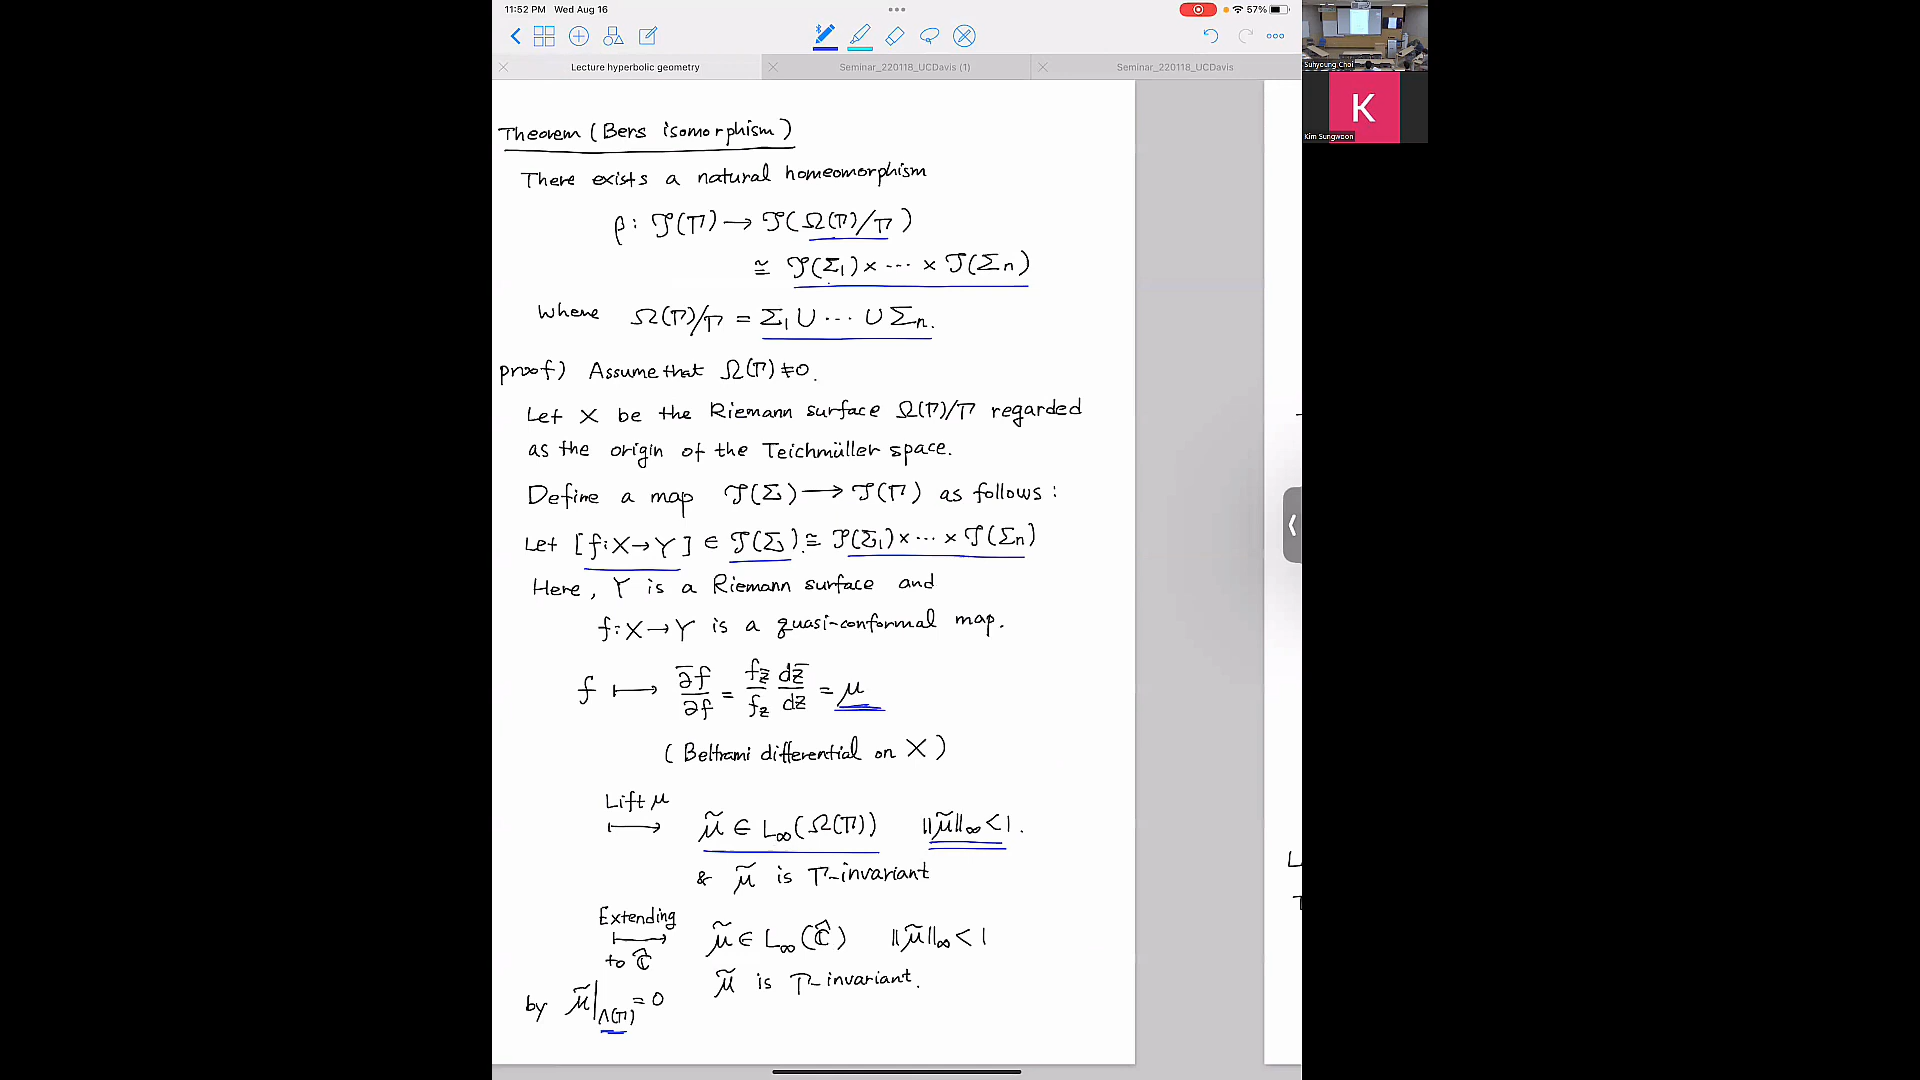 11:52 PM Wed Aug 16
57%
Lecture hyperbolic geometry
Seminar_220118_UCDavis (1)
Seminar_220118_UCDavis
Suhyoung Choi
K
Kim Sungwoon
Theorem (Bers isomorphism)
There exists a natural homeomorphism
β: 𝒯(Γ) → 𝒯(Ω(Γ)/Γ)
≅ 𝒯(Σ₁) × ··· × 𝒯(Σn)
Where Ω(Γ)/Γ = Σ₁ ∪ ··· ∪ Σn.
proof) Assume that Ω(Γ) ≠ 0.
Let X be the Riemann surface Ω(Γ)/Γ regarded
as the origin of the Teichmüller space.
Define a map 𝒯(Σ) → 𝒯(Γ) as follows:
Let [f: X → Y] ∈ 𝒯(Σ) ≅ 𝒯(Σ₁) × ··· × 𝒯(Σn)
Here, Y is a Riemann surface and
f: X → Y is a quasi-conformal map.
f ↦ ∂̄f/∂f = f_z̄/f_z dz̄/dz = μ
(Beltrami differential on X)
Lift μ
↦ μ̃ ∈ L∞(Ω(Γ)) ‖μ̃‖∞ < 1.
& μ̃ is Γ-invariant
Extending
↦ μ̃ ∈ L∞(Ĉ) ‖μ̃‖∞ < 1
to Ĉ
μ̃ is Γ-invariant.
by μ̃|Λ(Γ) = 0